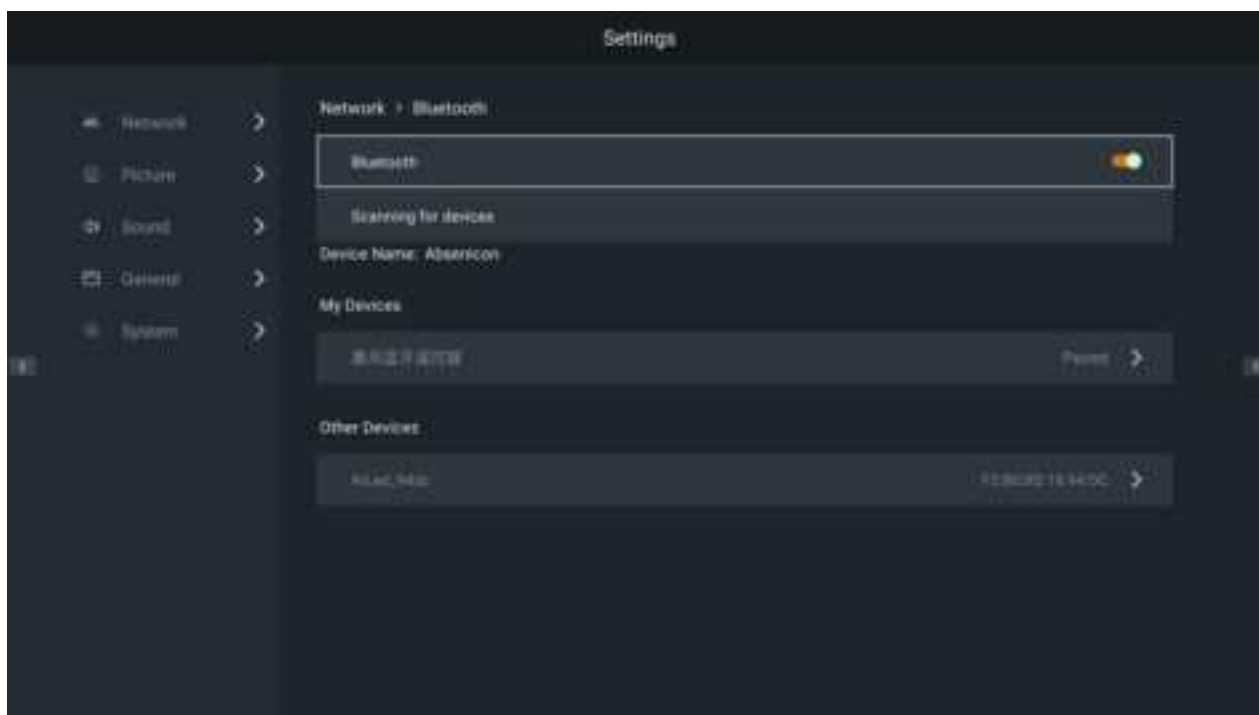 Settings
Network
Picture
Sound
General
System
Network > Bluetooth
Bluetooth
Scanning for devices
Device Name: Absenicon
My Devices
Paired
Other Devices